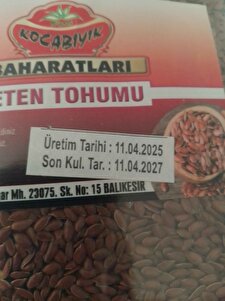 KOCABIYIK
BAHARATLARI
ETEN TOHUMU
Üretim Tarihi : 11.04.2025
Son Kul. Tar. : 11.04.2027
ar Mh. 23075. Sk. No: 15 BALIKESİR